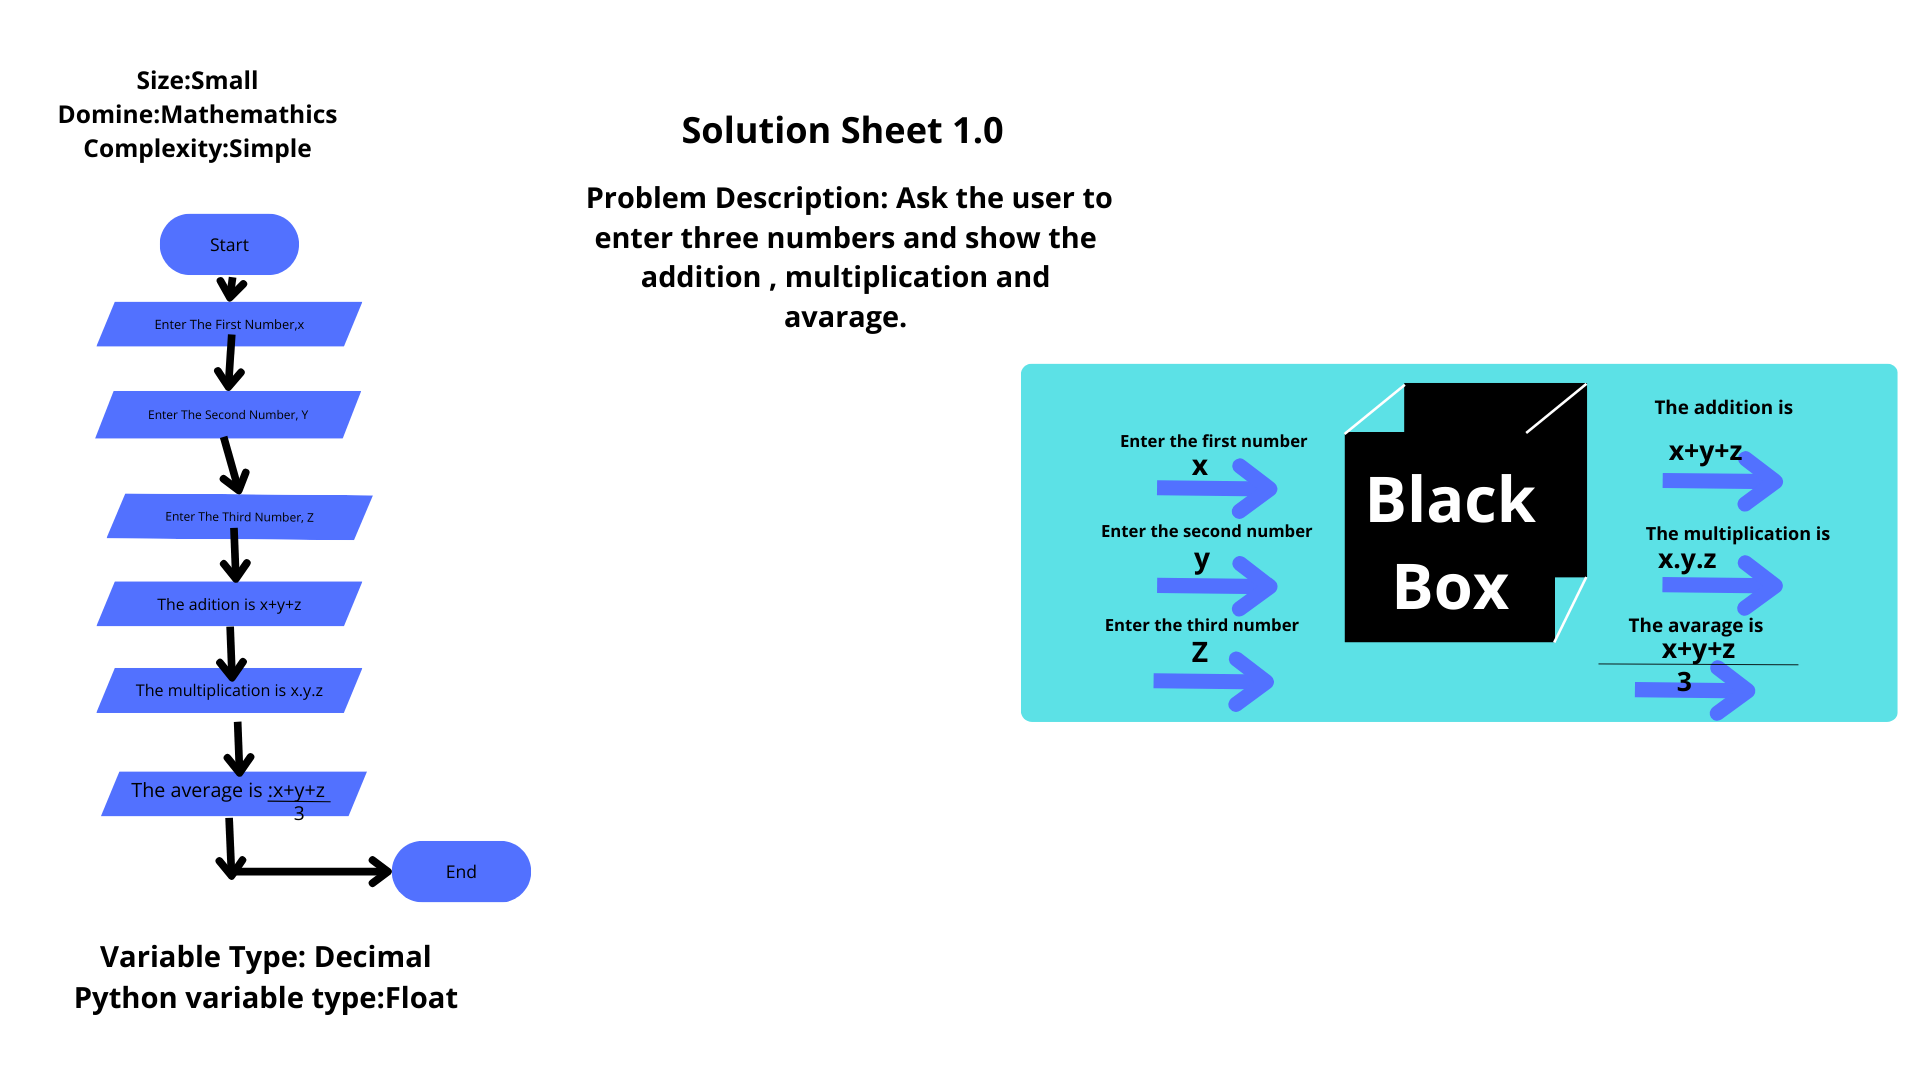 Size:Small
Domine:Mathemathics
Complexity:Simple
Solution Sheet 1.0
Problem Description: Ask the user to
enter three numbers and show the
addition , multiplication and
avarage.
Start
Enter The First Number,x
Enter The Second Number, Y
Enter The Third Number, Z
The adition is x+y+z
The multiplication is x.y.z
The average is :x+y+z
3
End
Variable Type: Decimal
Python variable type:Float
Enter the first number
x
Enter the second number
y
Enter the third number
Z
Black
Box
The addition is
x+y+z
The multiplication is
x.y.z
The avarage is
x+y+z
3